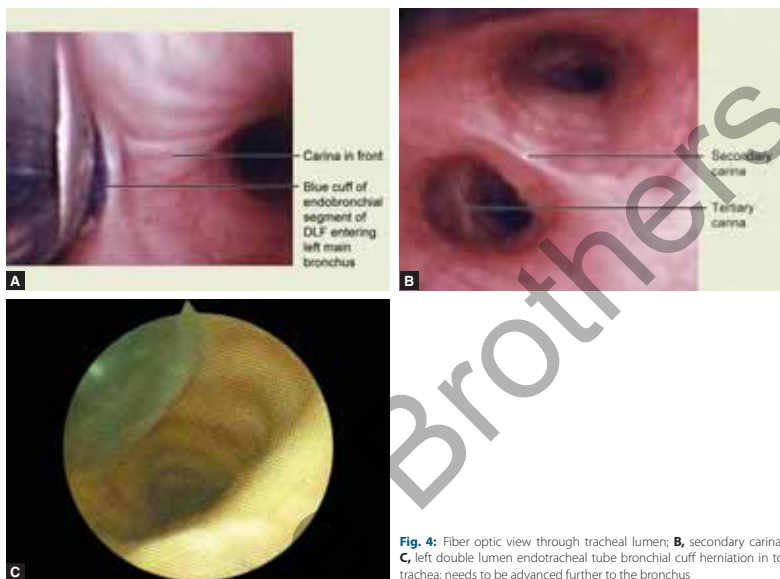 Carina in front
Blue cuff of
endobronchial
segment of
DLF entering
left main
bronchus
A
Secondary
carina
Tertiary
carina
B
C
Brothers
Fig. 4: Fiber optic view through tracheal lumen; B, secondary carina
C, left double lumen endotracheal tube bronchial cuff herniation in to
trachea; needs to be advanced further to the bronchus